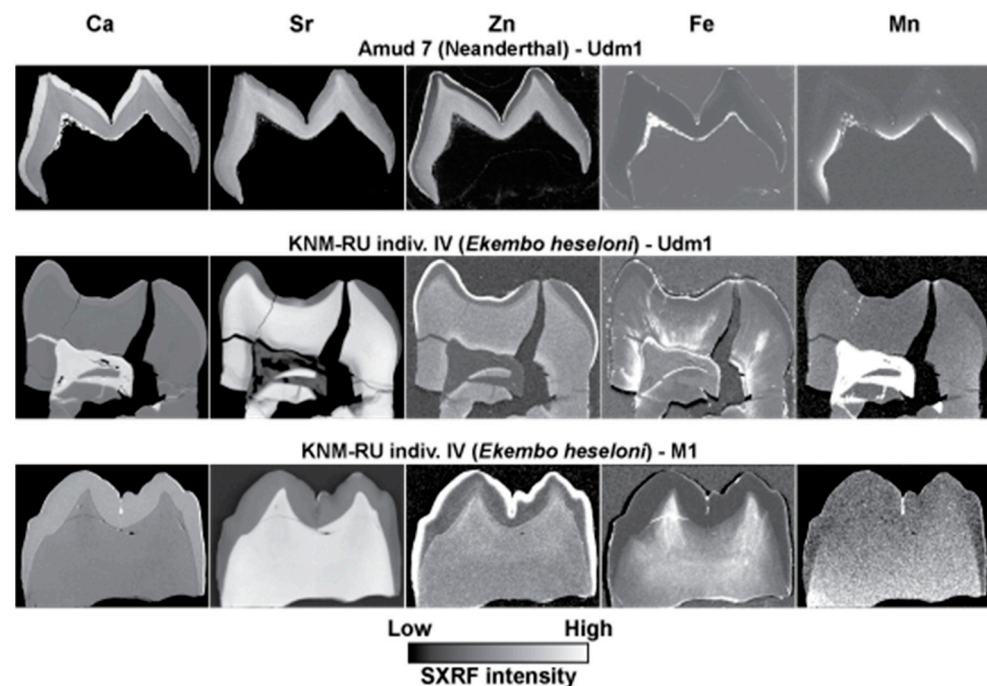 Ca Sr Zn Fe Mn
Amud 7 (Neanderthal) - Udm1
KNM-RU indiv. IV (Ekembo heseloni) - Udm1
KNM-RU indiv. IV (Ekembo heseloni) - M1
Low High
SXRF intensity